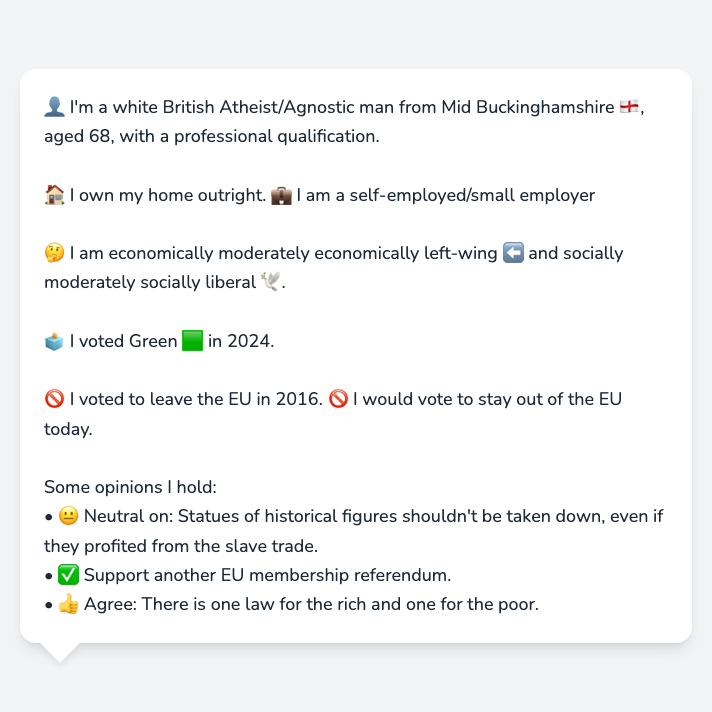 👤 I'm a white British Atheist/Agnostic man from Mid Buckinghamshire 🏴󠁧󠁢󠁥󠁮󠁧󠁿,
aged 68, with a professional qualification.
🏠 I own my home outright. 💼 I am a self-employed/small employer
🤔 I am economically moderately economically left-wing ⬅️ and socially
moderately socially liberal 🕊️.
🗳️ I voted Green 🟩 in 2024.
🚫 I voted to leave the EU in 2016. 🚫 I would vote to stay out of the EU
today.
Some opinions I hold:
• 😐 Neutral on: Statues of historical figures shouldn't be taken down, even if
they profited from the slave trade.
• ✅ Support another EU membership referendum.
• 👍 Agree: There is one law for the rich and one for the poor.